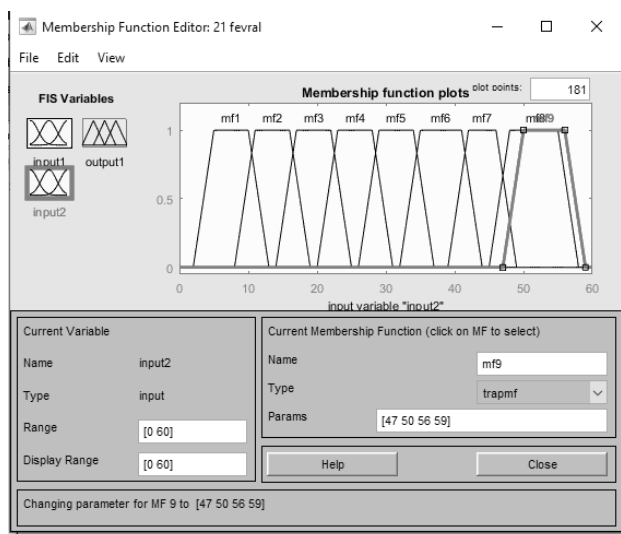 Membership Function Editor: 21 fevral
File Edit View
FIS Variables
input1 output1
input2
Membership function plots plot points: 181
mf1 mf2 mf3 mf4 mf5 mf6 mf7 mf8 mf9
1
0.5
0
0 10 20 30 40 50 60
input variable "input2"
Current Variable
Name input2
Type input
Range [0 60]
Display Range [0 60]
Current Membership Function (click on MF to select)
Name mf9
Type trapmf
Params [47 50 56 59]
Help Close
Changing parameter for MF 9 to [47 50 56 59]